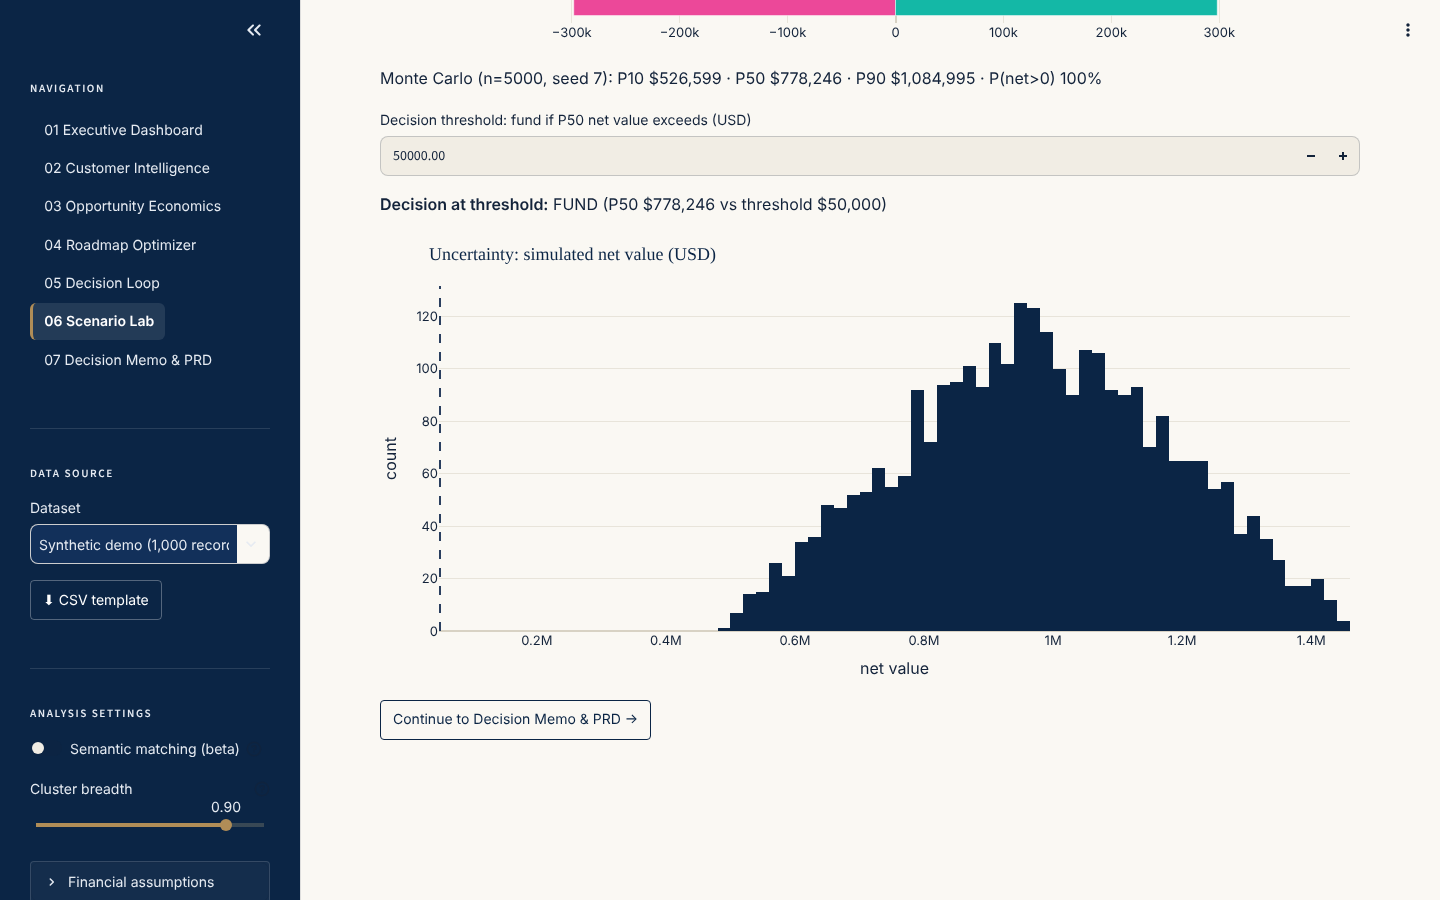 NAVIGATION
01 Executive Dashboard
02 Customer Intelligence
03 Opportunity Economics
04 Roadmap Optimizer
05 Decision Loop
06 Scenario Lab
07 Decision Memo & PRD
DATA SOURCE
Dataset
Synthetic demo (1,000 recor
⬇ CSV template
ANALYSIS SETTINGS
Semantic matching (beta)
Cluster breadth
0.90
Financial assumptions
−300k −200k −100k 0 100k 200k 300k
Monte Carlo (n=5000, seed 7): P10 $526,599 · P50 $778,246 · P90 $1,084,995 · P(net>0) 100%
Decision threshold: fund if P50 net value exceeds (USD)
50000.00
Decision at threshold: FUND (P50 $778,246 vs threshold $50,000)
Uncertainty: simulated net value (USD)
count
120
100
80
60
40
20
0
0.2M 0.4M 0.6M 0.8M 1M 1.2M 1.4M
net value
Continue to Decision Memo & PRD →